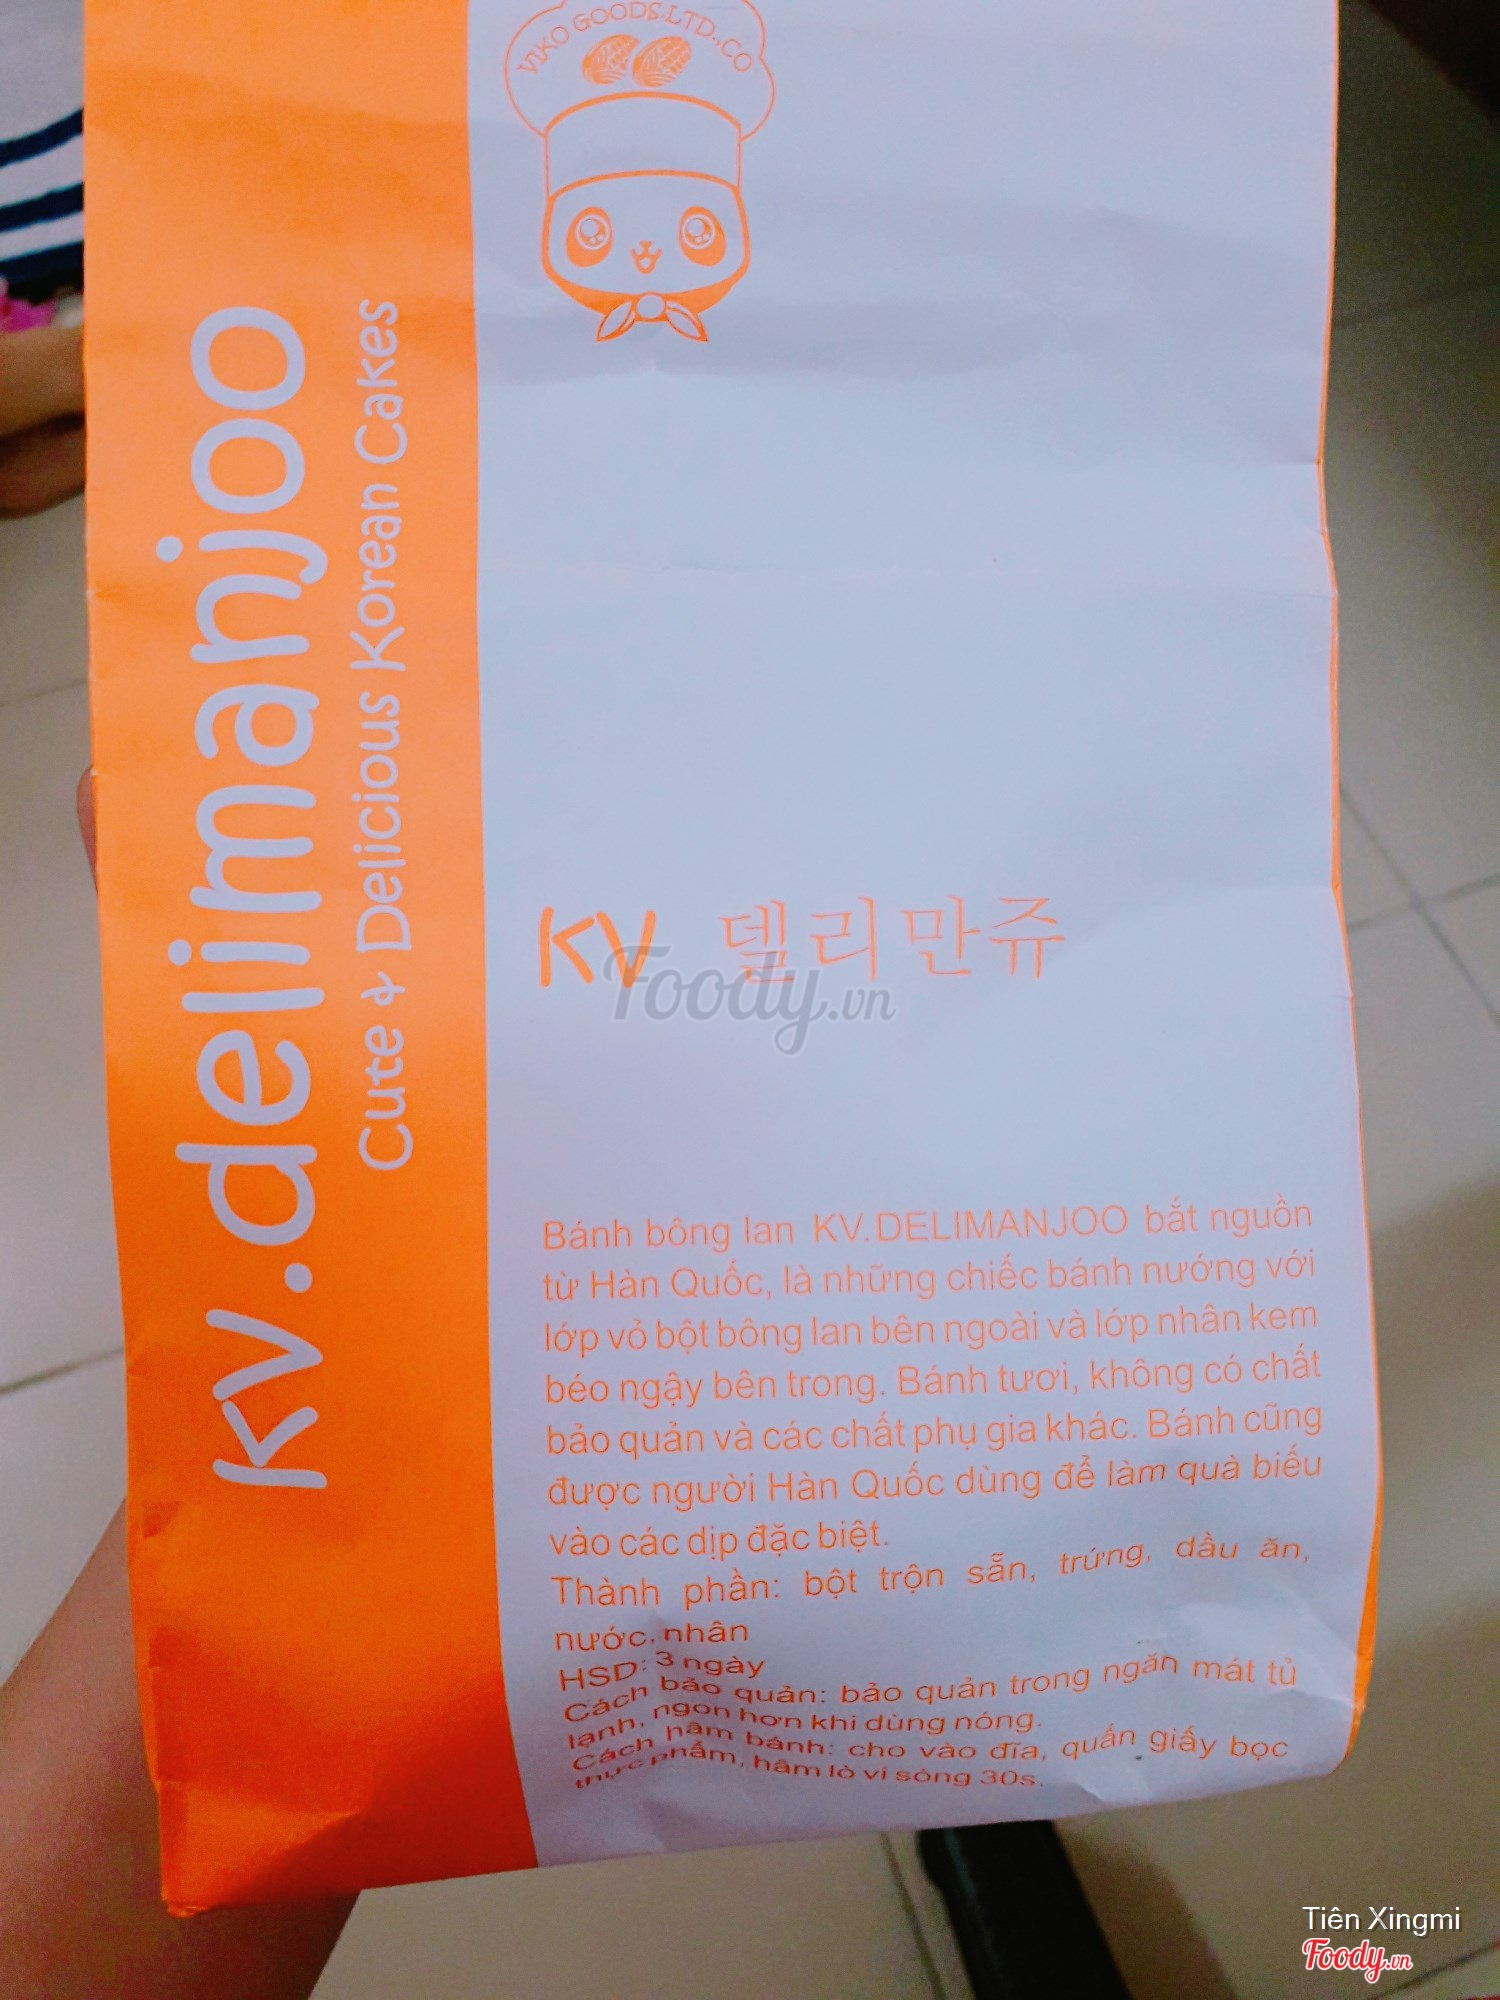 VIKO GOODS.LTD.,CO
kv.delimanjoo
Cute & Delicious Korean Cakes
KV 델리만쥬
Foody.vn
Bánh bông lan KV.DELIMANJOO bắt nguồn
từ Hàn Quốc, là những chiếc bánh nướng với
lớp vỏ bột bông lan bên ngoài và lớp nhân kem
béo ngậy bên trong. Bánh tươi, không có chất
bảo quản và các chất phụ gia khác. Bánh cũng
được người Hàn Quốc dùng để làm quà biếu
vào các dịp đặc biệt.
Thành phần: bột trộn sẵn, trứng, dầu ăn,
nước, nhân
HSD: 3 ngày
Cách bảo quản: bảo quản trong ngăn mát tủ
lạnh, ngon hơn khi dùng nóng.
Cách hâm bánh: cho vào đĩa, quấn giấy bọc
thực phẩm, hâm lò vi sóng 30s.
Tiên Xingmi
Foody.vn